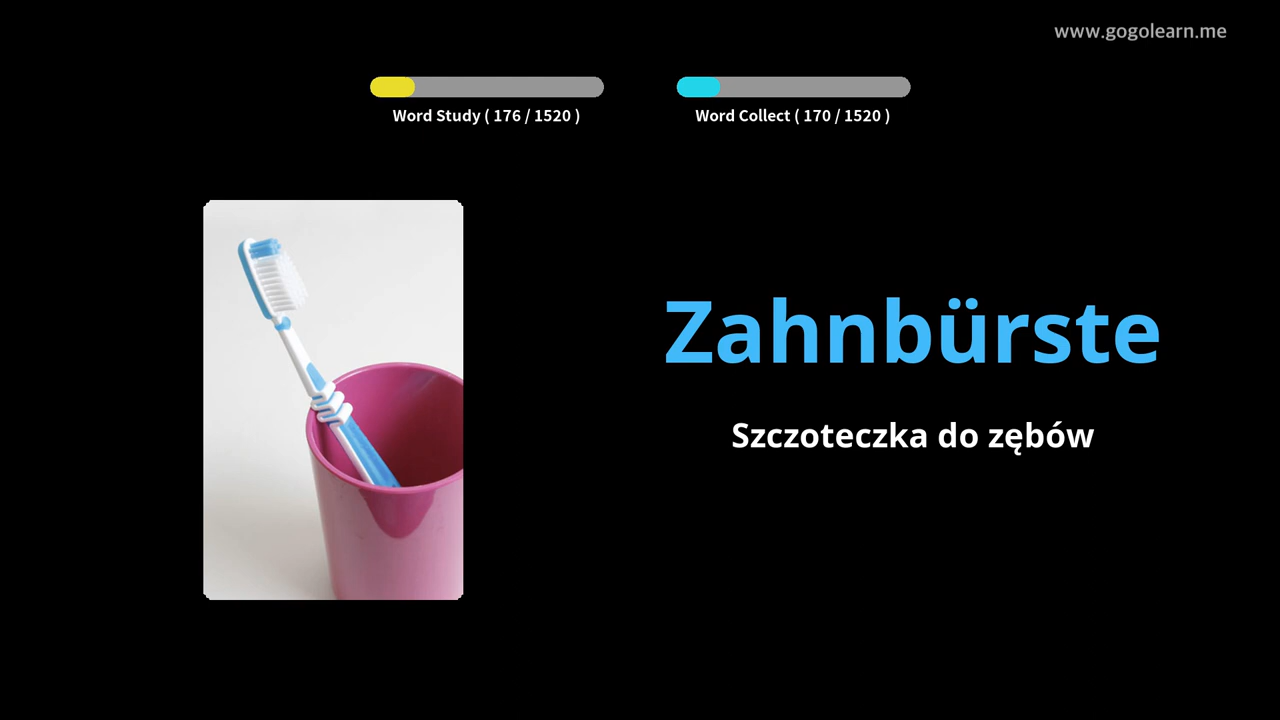 www.gogolearn.me
Word Study ( 176 / 1520 )
Word Collect ( 170 / 1520 )
Zahnbürste
Szczoteczka do zębów